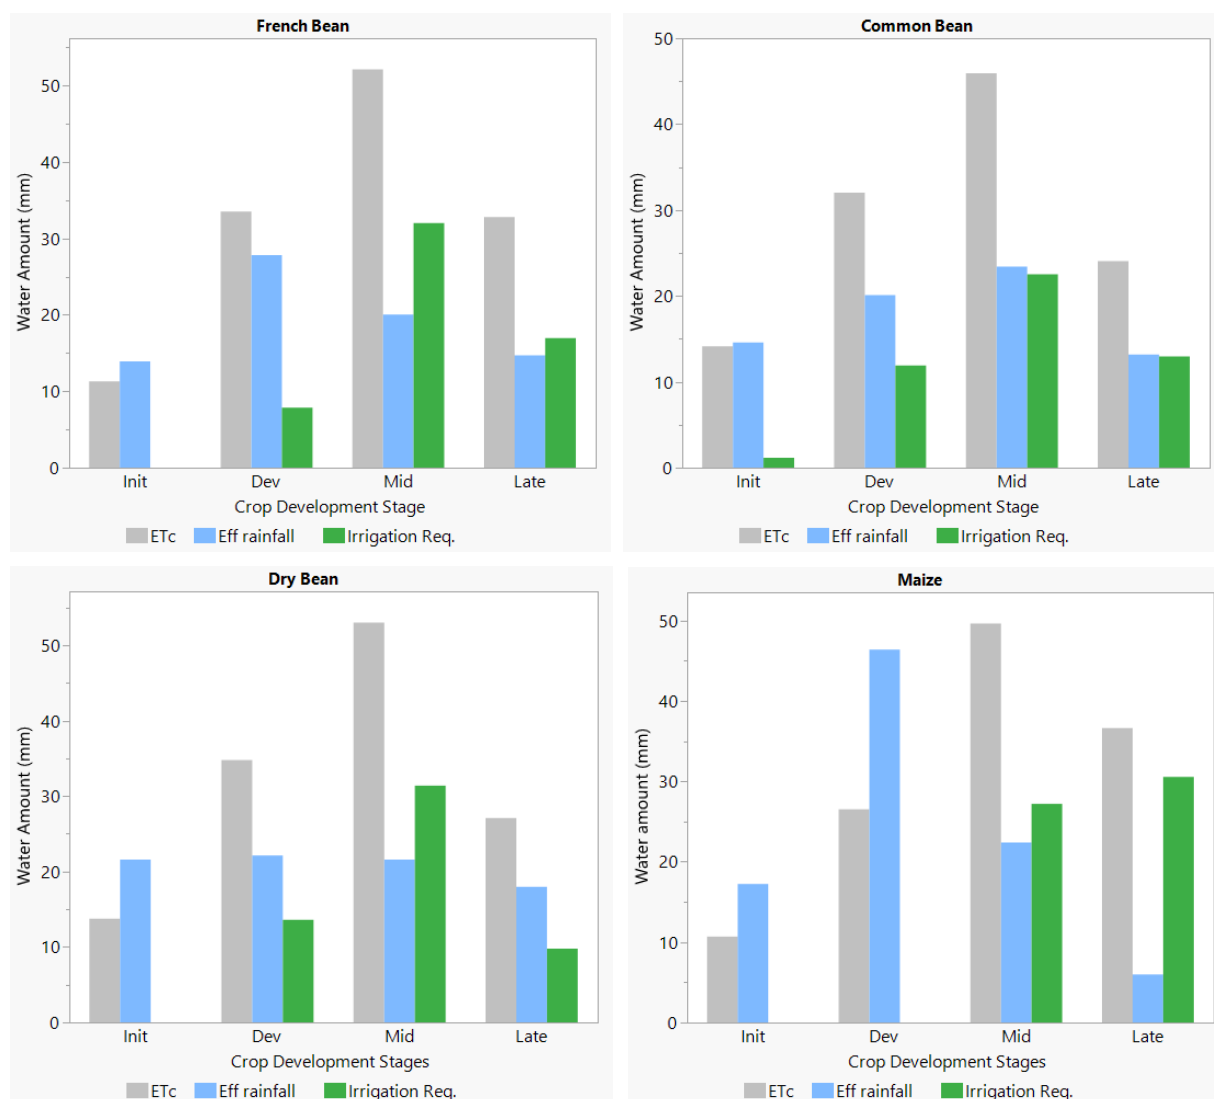 French Bean
50
40
30
20
10
0
Water Amount (mm)
Init Dev Mid Late
Crop Development Stage
ETc Eff rainfall Irrigation Req.
Common Bean
50
40
30
20
10
0
Water Amount (mm)
Init Dev Mid Late
Crop Development Stage
ETc Eff rainfall Irrigation Req.
Dry Bean
50
40
30
20
10
0
Water Amount (mm)
Init Dev Mid Late
Crop Development Stages
ETc Eff rainfall Irrigation Req.
Maize
50
40
30
20
10
0
Water amount (mm)
Init Dev Mid Late
Crop Development Stages
ETc Eff rainfall Irrigation Req.